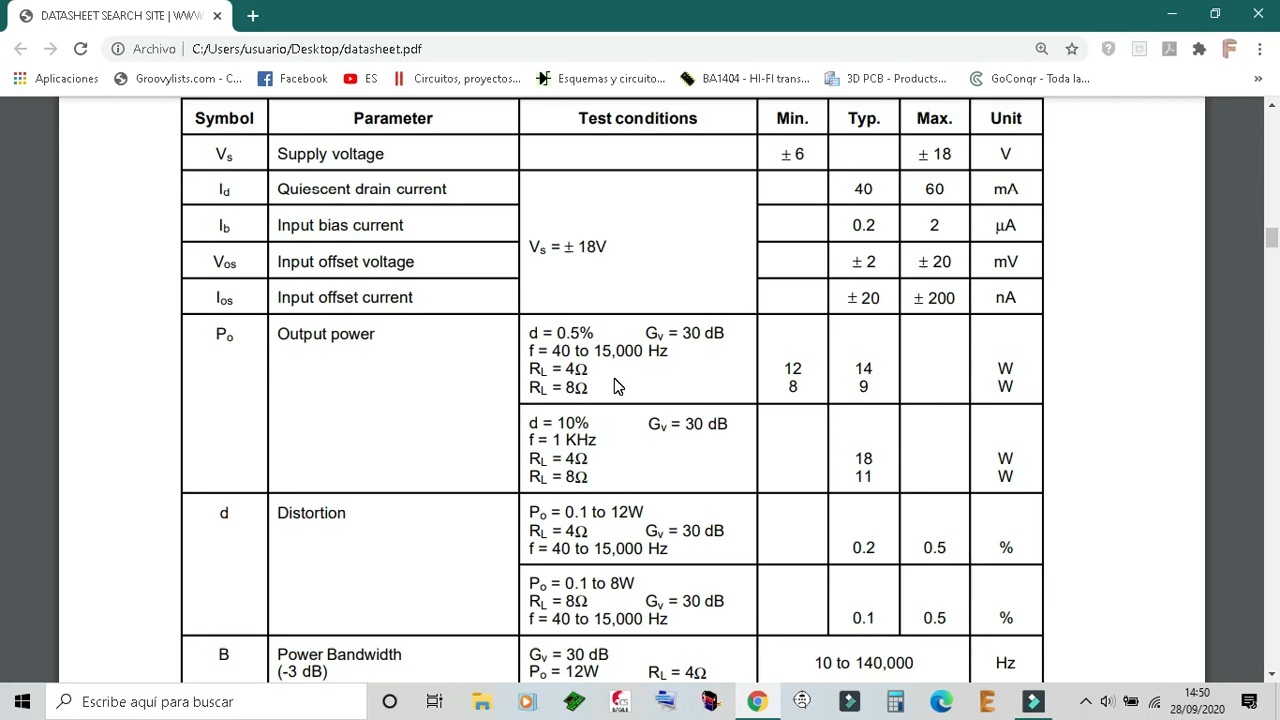 DATASHEET SEARCH SITE | WWW
Archivo | C:/Users/usuario/Desktop/datasheet.pdf
Aplicaciones Groovylists.com - C... Facebook ES Circuitos, proyectos... Esquemas y circuito... BAX04 - HI-FI trans... 3D PCB - Products... GoConqr - Toda la... »
Symbol Parameter Test conditions Min. Typ. Max. Unit
Vs Supply voltage ± 6 ± 18 V
Id Quiescent drain current 40 60 mA
Ib Input bias current 0.2 2 μA
Vs = ± 18V
Vos Input offset voltage ± 2 ± 20 mV
Ios Input offset current ± 20 ± 200 nA
Po Output power d = 0.5% Gv = 30 dB
f = 40 to 15,000 Hz
RL = 4Ω 12 14 W
RL = 8Ω 8 9 W
d = 10% Gv = 30 dB
f = 1 KHz
RL = 4Ω 18 W
RL = 8Ω 11 W
d Distortion Po = 0.1 to 12W
RL = 4Ω Gv = 30 dB
f = 40 to 15,000 Hz 0.2 0.5 %
Po = 0.1 to 8W
RL = 8Ω Gv = 30 dB
f = 40 to 15,000 Hz 0.1 0.5 %
B Power Bandwidth Gv = 30 dB
(-3 dB) Po = 12W RL = 4Ω 10 to 140,000 Hz
Escribe aquí para buscar
14:50
28/09/2020